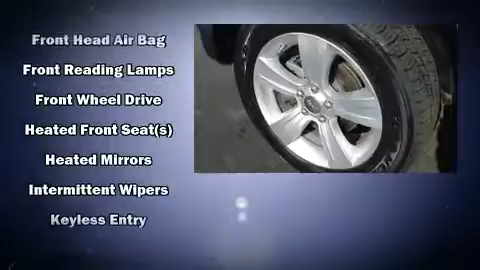 Front Head Air Bag
Front Reading Lamps
Front Wheel Drive
Heated Front Seat(s)
Heated Mirrors
Intermittent Wipers
Keyless Entry